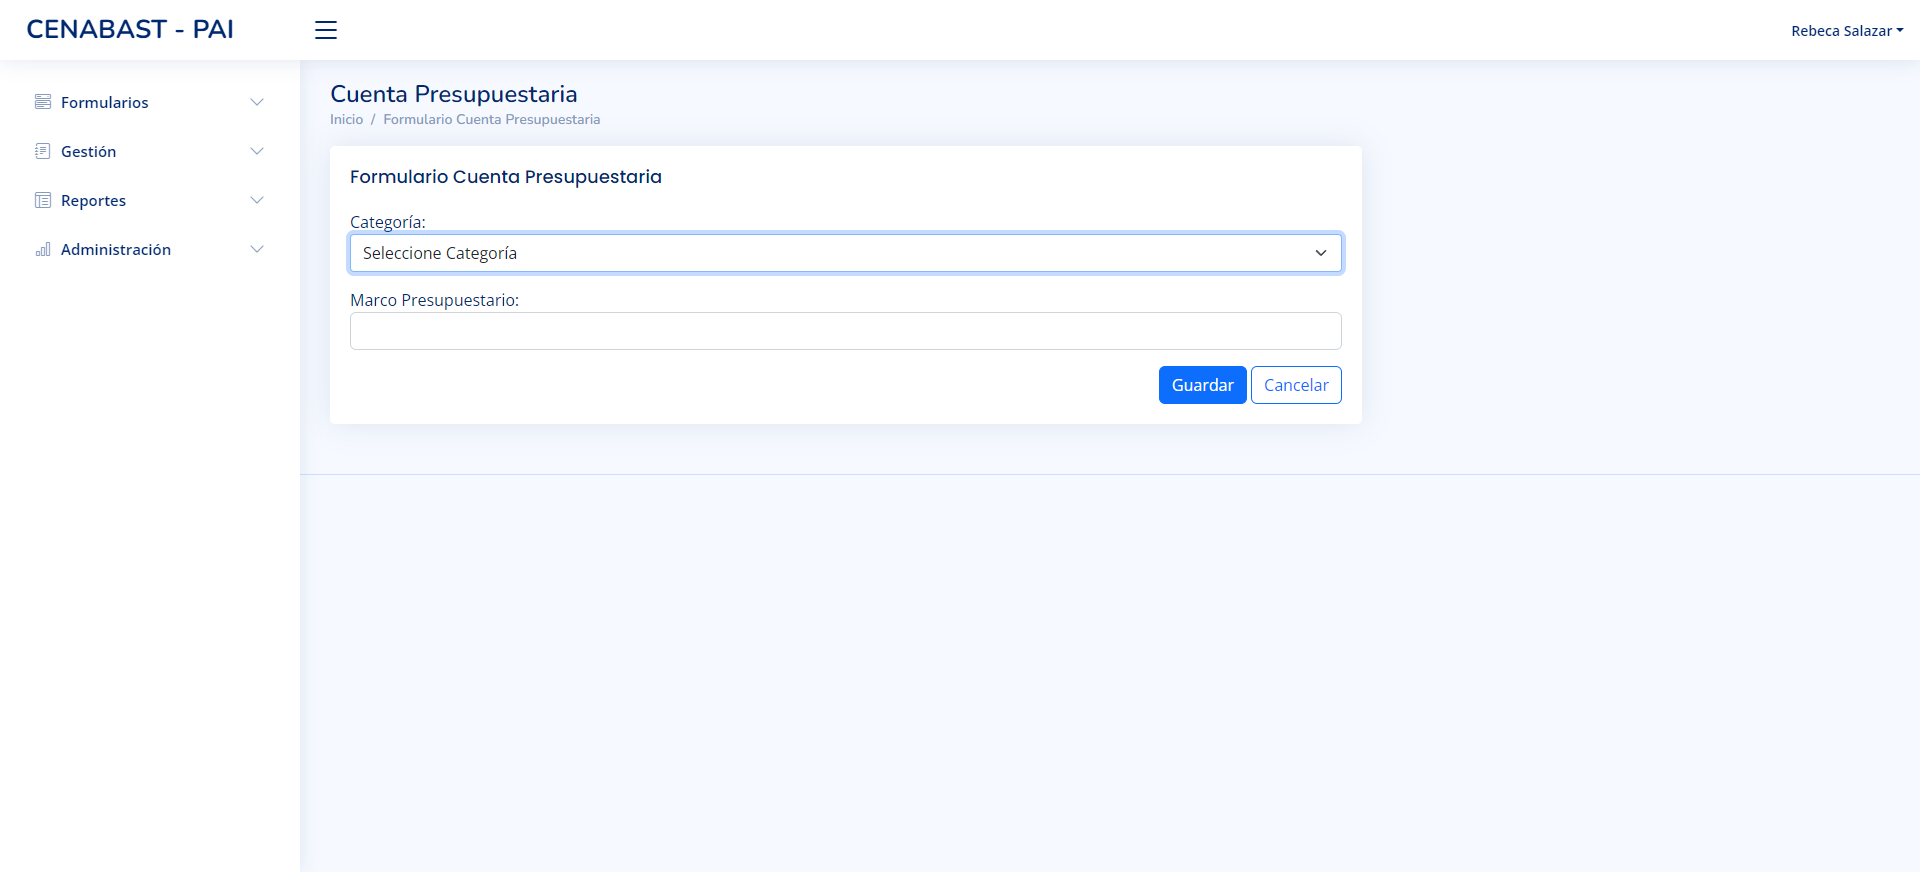 CENABAST - PAI
Rebeca Salazar
Formularios
Gestión
Reportes
Administración
Cuenta Presupuestaria
Inicio / Formulario Cuenta Presupuestaria
Formulario Cuenta Presupuestaria
Categoría:
Seleccione Categoría
Marco Presupuestario:
Guardar Cancelar